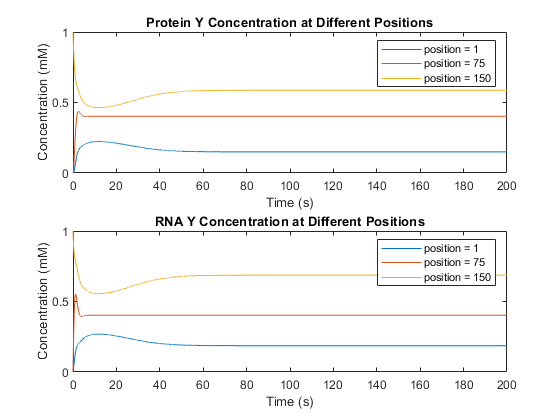 Protein Y Concentration at Different Positions
Concentration (mM)
1
0.5
0
position = 1
position = 75
position = 150
0 20 40 60 80 100 120 140 160 180 200
Time (s)
RNA Y Concentration at Different Positions
Concentration (mM)
1
0.5
0
position = 1
position = 75
position = 150
0 20 40 60 80 100 120 140 160 180 200
Time (s)